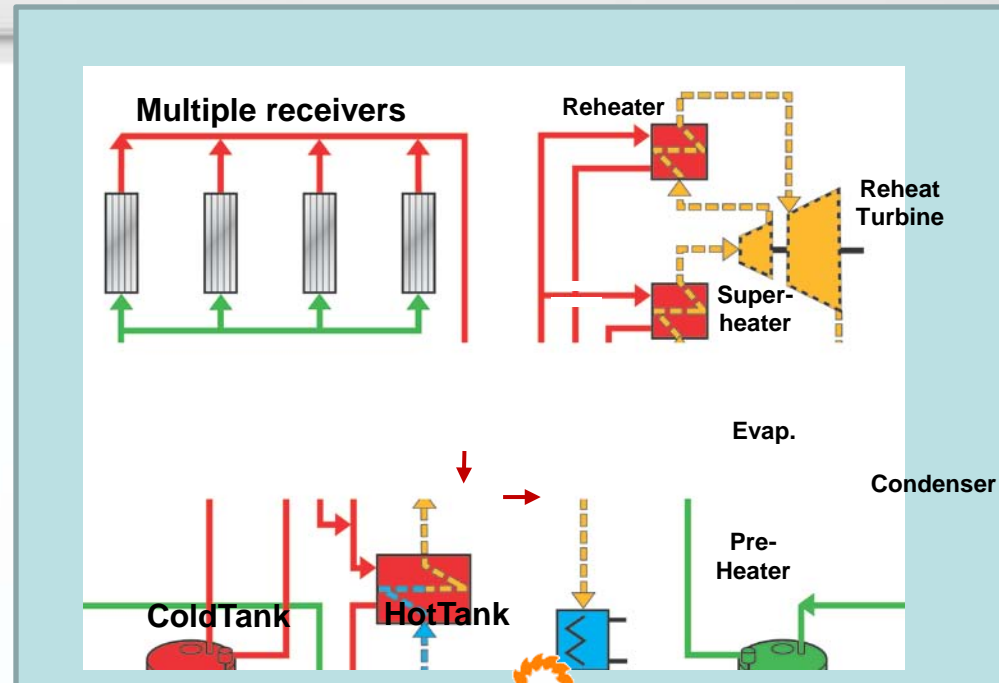 Multiple receivers
Reheater
Reheat
Turbine
Super-
heater
Evap.
Condenser
Pre-
Heater
ColdTank
HotTank